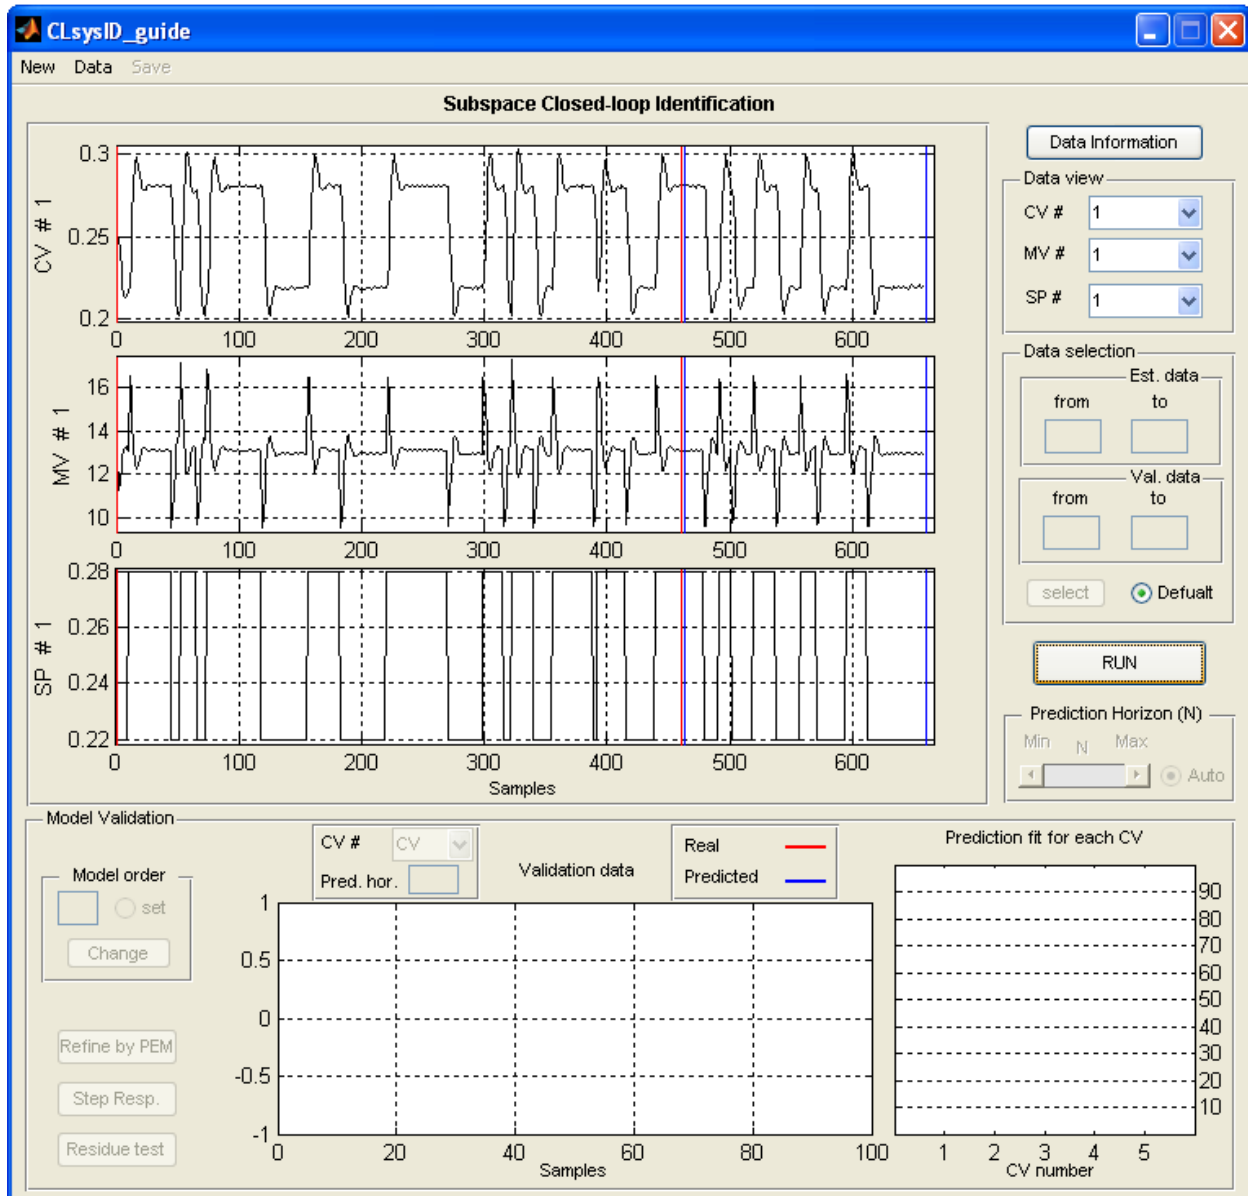 CLsysID_guide
New Data Save
Subspace Closed-loop Identification
CV # 1
0.3
0.25
0.2
0 100 200 300 400 500 600
MV # 1
16
14
12
10
0 100 200 300 400 500 600
SP # 1
0.28
0.26
0.24
0.22
0 100 200 300 400 500 600
Samples
Data Information
Data view
CV # 1
MV # 1
SP # 1
Data selection
Est. data
from to
Val. data
from to
select Defualt
RUN
Prediction Horizon (N)
Min N Max
Auto
Model Validation
Model order
set
Change
Refine by PEM
Step Resp.
Residue test
CV # CV
Pred. hor.
Validation data
Real
Predicted
1
0.5
0
-0.5
-1
0 20 40 60 80 100
Samples
Prediction fit for each CV
90
80
70
60
50
40
30
20
10
1 2 3 4 5
CV number